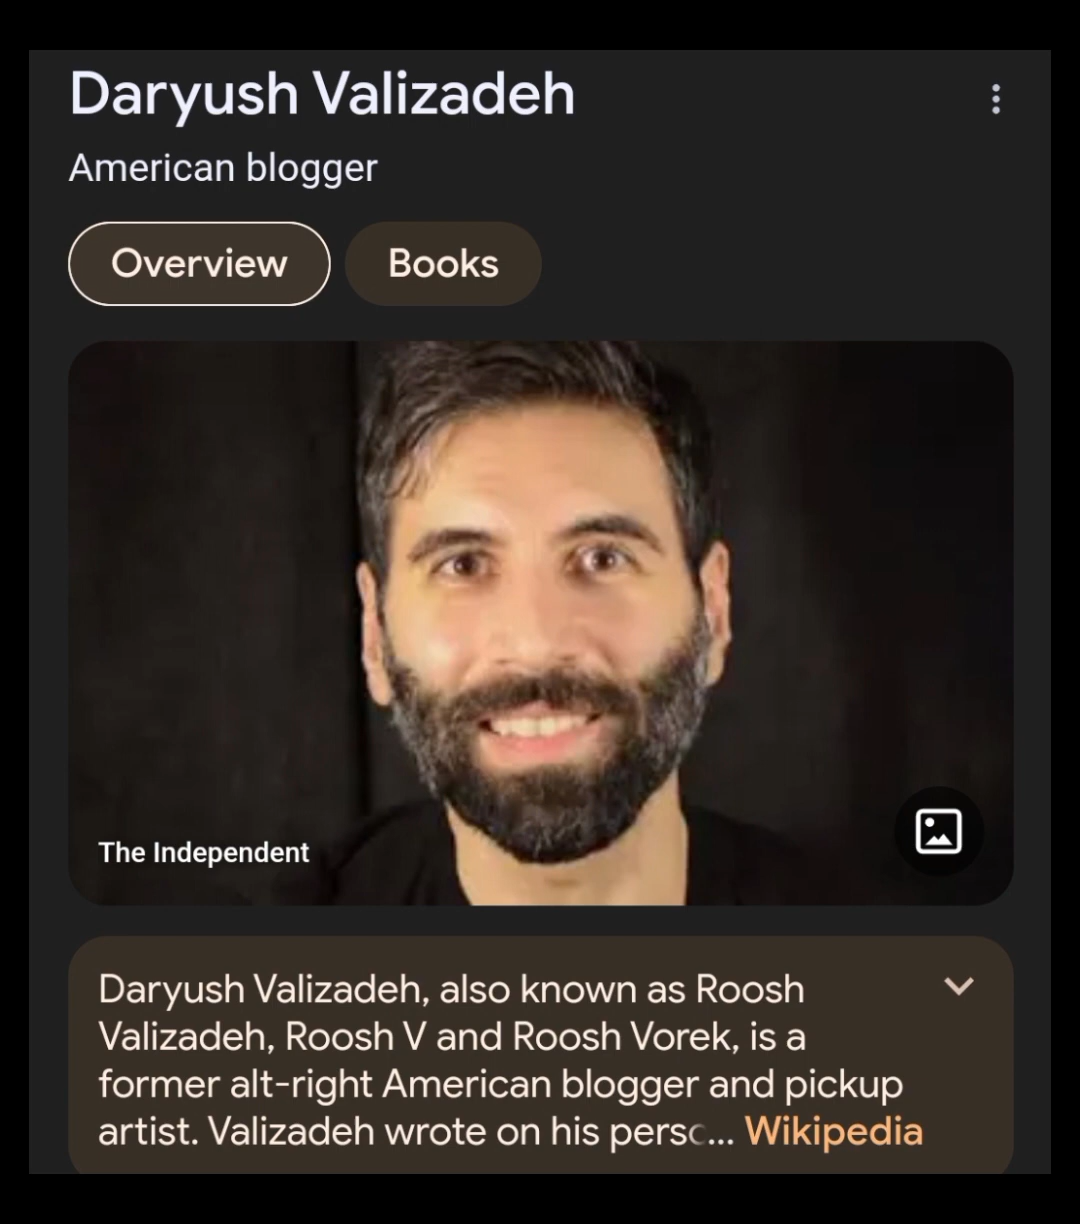 Daryush Valizadeh
American blogger
Overview
Books
The Independent
Daryush Valizadeh, also known as Roosh
Valizadeh, Roosh V and Roosh Vorek, is a
former alt-right American blogger and pickup
artist. Valizadeh wrote on his persc... Wikipedia